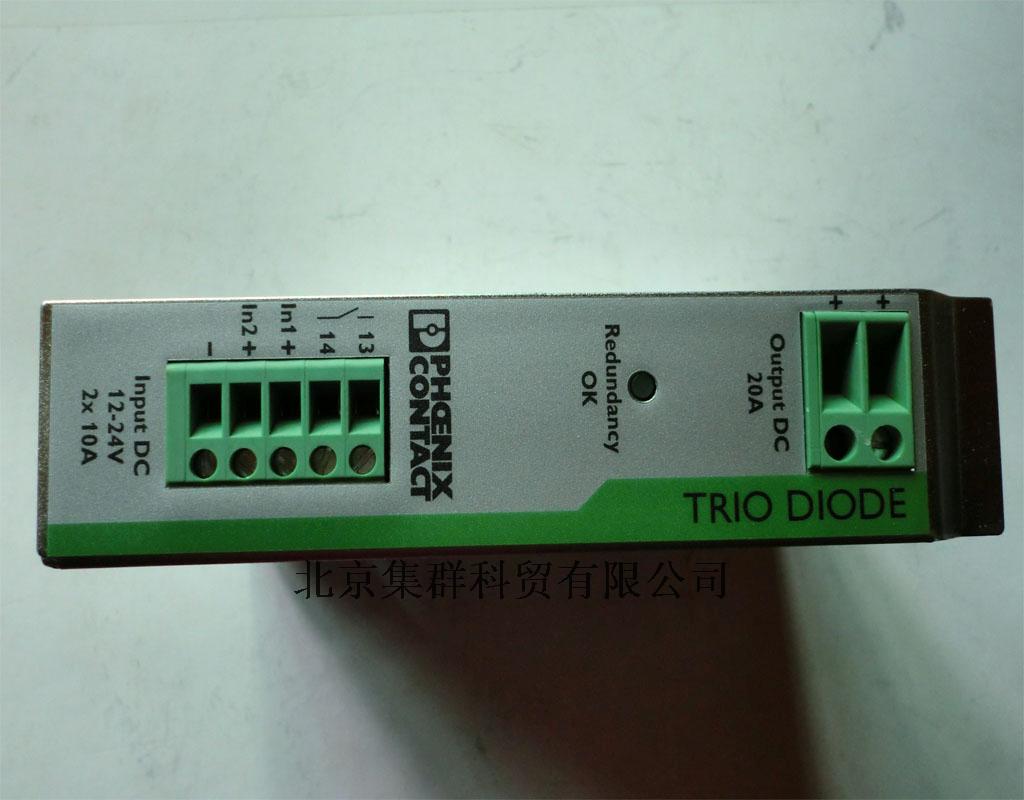 + +
Output DC
20A
Redundancy
OK
PHŒNIX
CONTACT
13
14
In1 +
In2 +
–
Input DC
12-24V
2x 10A
TRIO DIODE
北京集群科贸有限公司